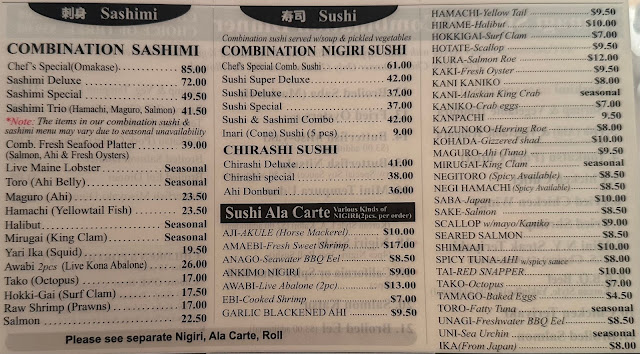 刺身 Sashimi
COMBINATION SASHIMI
Chef's Special(Omakase)..............85.00
Sashimi Deluxe............................72.00
Sashimi Special...........................49.50
Sashimi Trio (Hamachi, Maguro, Salmon) 41.50
*Note: The items in our combination sushi &
sashimi menu may vary due to seasonal unavailability
Comb. Fresh Seafood Platter ......... 39.00
(Salmon, Ahi & Fresh Oysters)
Live Maine Lobster....................Seasonal
Toro (Ahi Belly)......................Seasonal
Maguro (Ahi)............................23.50
Hamachi (Yellowtail Fish)............23.50
Halibut....................................Seasonal
Mirugai (King Clam)..................Seasonal
Yari Ika (Squid)..........................19.50
Awabi 2pcs (Live Kona Abalone)...... 26.00
Tako (Octopus)...........................17.00
Hokki-Gai (Surf Clam)..................17.50
Raw Shrimp (Prawns)...................17.00
Salmon.....................................22.50
Please see separate Nigiri, Ala Carte, Roll
寿司 Sushi
Combination sushi served w/soup & pickled vegetables
COMBINATION NIGIRI SUSHI
Chef's Special Comb. Sushi..................61.00
Sushi Super Deluxe......................42.00
Sushi Deluxe.............................37.00
Sushi Special............................37.00
Sushi & Sashimi Combo...............42.00
Inari (Cone) Sushi (5 pcs)...............9.00
CHIRASHI SUSHI
Chirashi Deluxe.........................41.00
Chirashi special.........................38.00
Ahi Donburi..............................36.00
Sushi Ala Carte Various Kinds of NIGIRI(2pcs. per order)
AJI-AKULE (Horse Mackerel)..........$10.00
AMAEBI-Fresh Sweet Shrimp..........$17.00
ANAGO-Seawater BBQ Eel.............$8.50
ANKIMO NIGIRI.........................$9.00
AWABI-Live Abalone (2pc).............$13.00
EBI-Cooked Shrimp.....................$7.00
GARLIC BLACKENED AHI..............$9.50
HAMACHI-Yellow Tail..................$9.50
HIRAME-Halibut.......................$10.00
HOKKIGAI-Surf Clam..................$7.00
HOTATE-Scallop........................$9.50
IKURA-Salmon Roe....................$12.00
KAKI-Fresh Oyster.....................$9.50
KANI KANIKO..........................$8.00
KANI-Alaskan King Crab..............seasonal
KANIKO-Crab eggs.....................$7.00
KANPACHI..............................9.50
KAZUNOKO-Herring Roe..............$8.00
KOHADA-Gizzered shad..............$10.00
MAGURO-Ahi (Tuna)..................$9.50
MIRUGAI-King Clam..................seasonal
NEGITORO (Spicy Available)..........$8.50
NEGI HAMACHI (Spicy Available)....$8.50
SABA-Japan............................$10.00
SAKE-Salmon..........................$8.50
SCALLOP w/mayo/Kaniko............$9.00
SEARED SALMON.....................$8.50
SHIMAAJI..............................$10.00
SPICY TUNA-AHI w/spicy sauce......$8.00
TAI-RED SNAPPER....................$10.00
TAKO-Octopus.........................$7.00
TAMAGO-Baked Eggs..................$4.50
TORO-Fatty Tuna......................seasonal
UNAGI-Freshwater BBQ Eel..........$8.50
UNI-Sea Urchin.......................seasonal
IKA(From Japan)......................$8.00